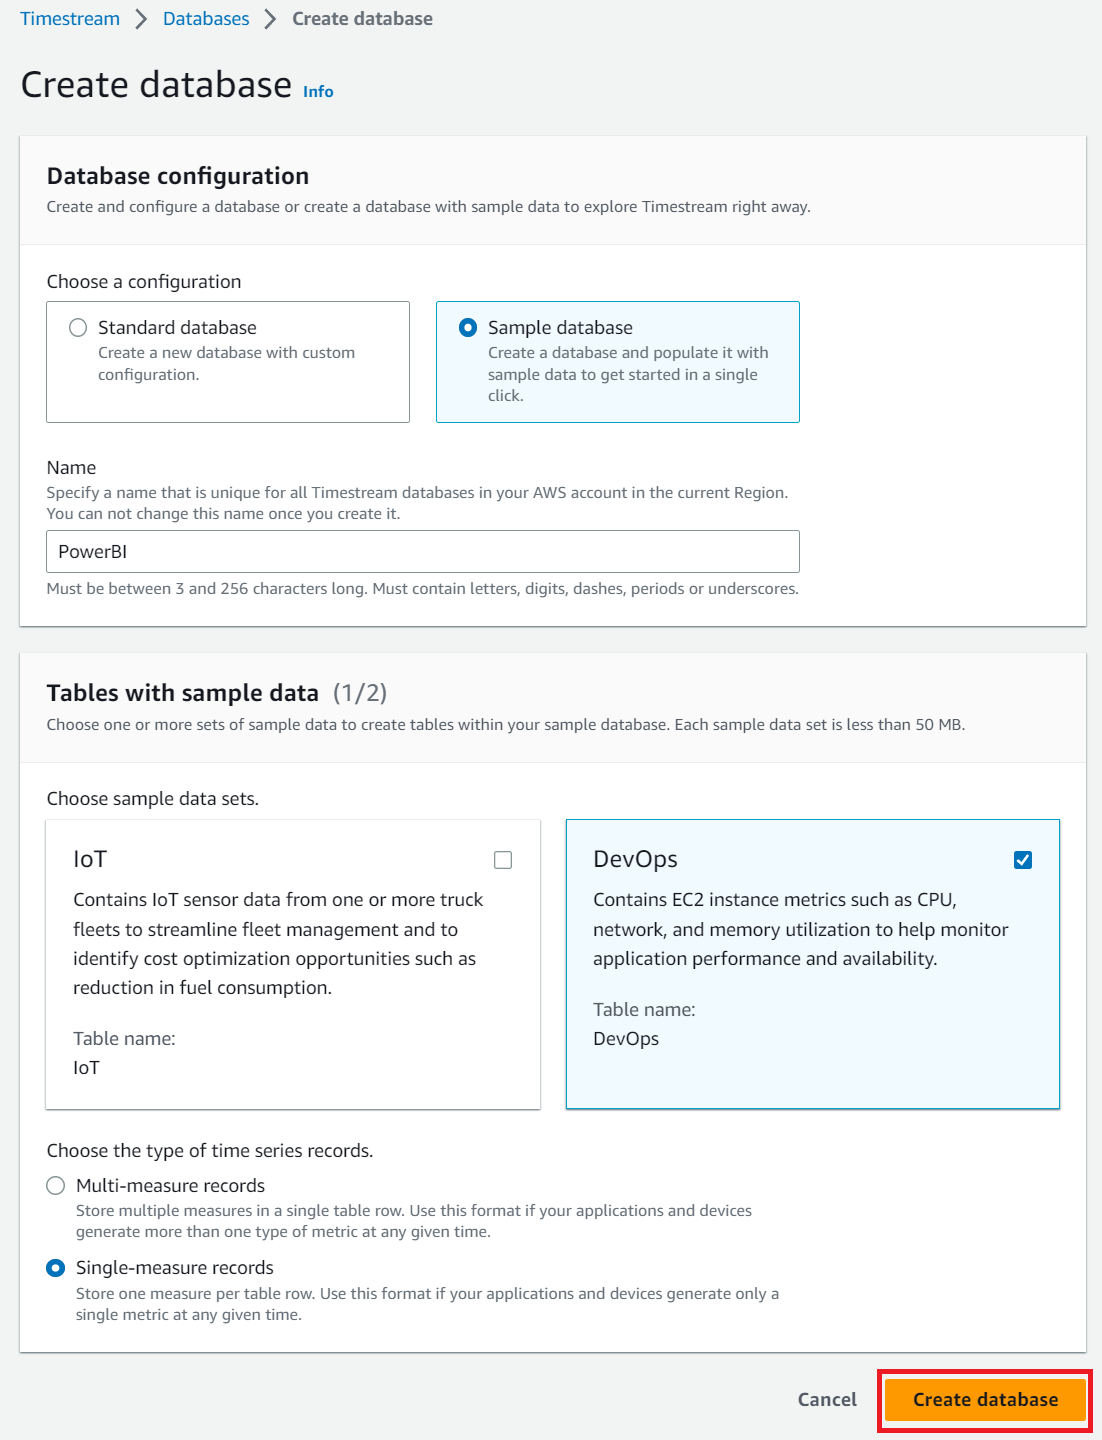 Timestream > Databases > Create database
Create database Info
Database configuration
Create and configure a database or create a database with sample data to explore Timestream right away.
Choose a configuration
Standard database
Create a new database with custom
configuration.
Sample database
Create a database and populate it with
sample data to get started in a single
click.
Name
Specify a name that is unique for all Timestream databases in your AWS account in the current Region.
You can not change this name once you create it.
PowerBI
Must be between 3 and 256 characters long. Must contain letters, digits, dashes, periods or underscores.
Tables with sample data (1/2)
Choose one or more sets of sample data to create tables within your sample database. Each sample data set is less than 50 MB.
Choose sample data sets.
IoT
Contains IoT sensor data from one or more truck
fleets to streamline fleet management and to
identify cost optimization opportunities such as
reduction in fuel consumption.
Table name:
IoT
DevOps
Contains EC2 instance metrics such as CPU,
network, and memory utilization to help monitor
application performance and availability.
Table name:
DevOps
Choose the type of time series records.
Multi-measure records
Store multiple measures in a single table row. Use this format if your applications and devices
generate more than one type of metric at any given time.
Single-measure records
Store one measure per table row. Use this format if your applications and devices generate only a
single metric at any given time.
Cancel Create database